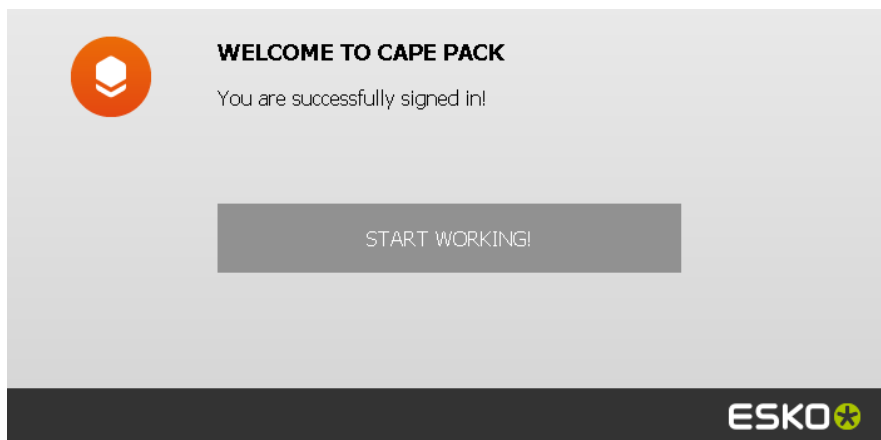 WELCOME TO CAPE PACK
You are successfully signed in!
START WORKING!
ESKO